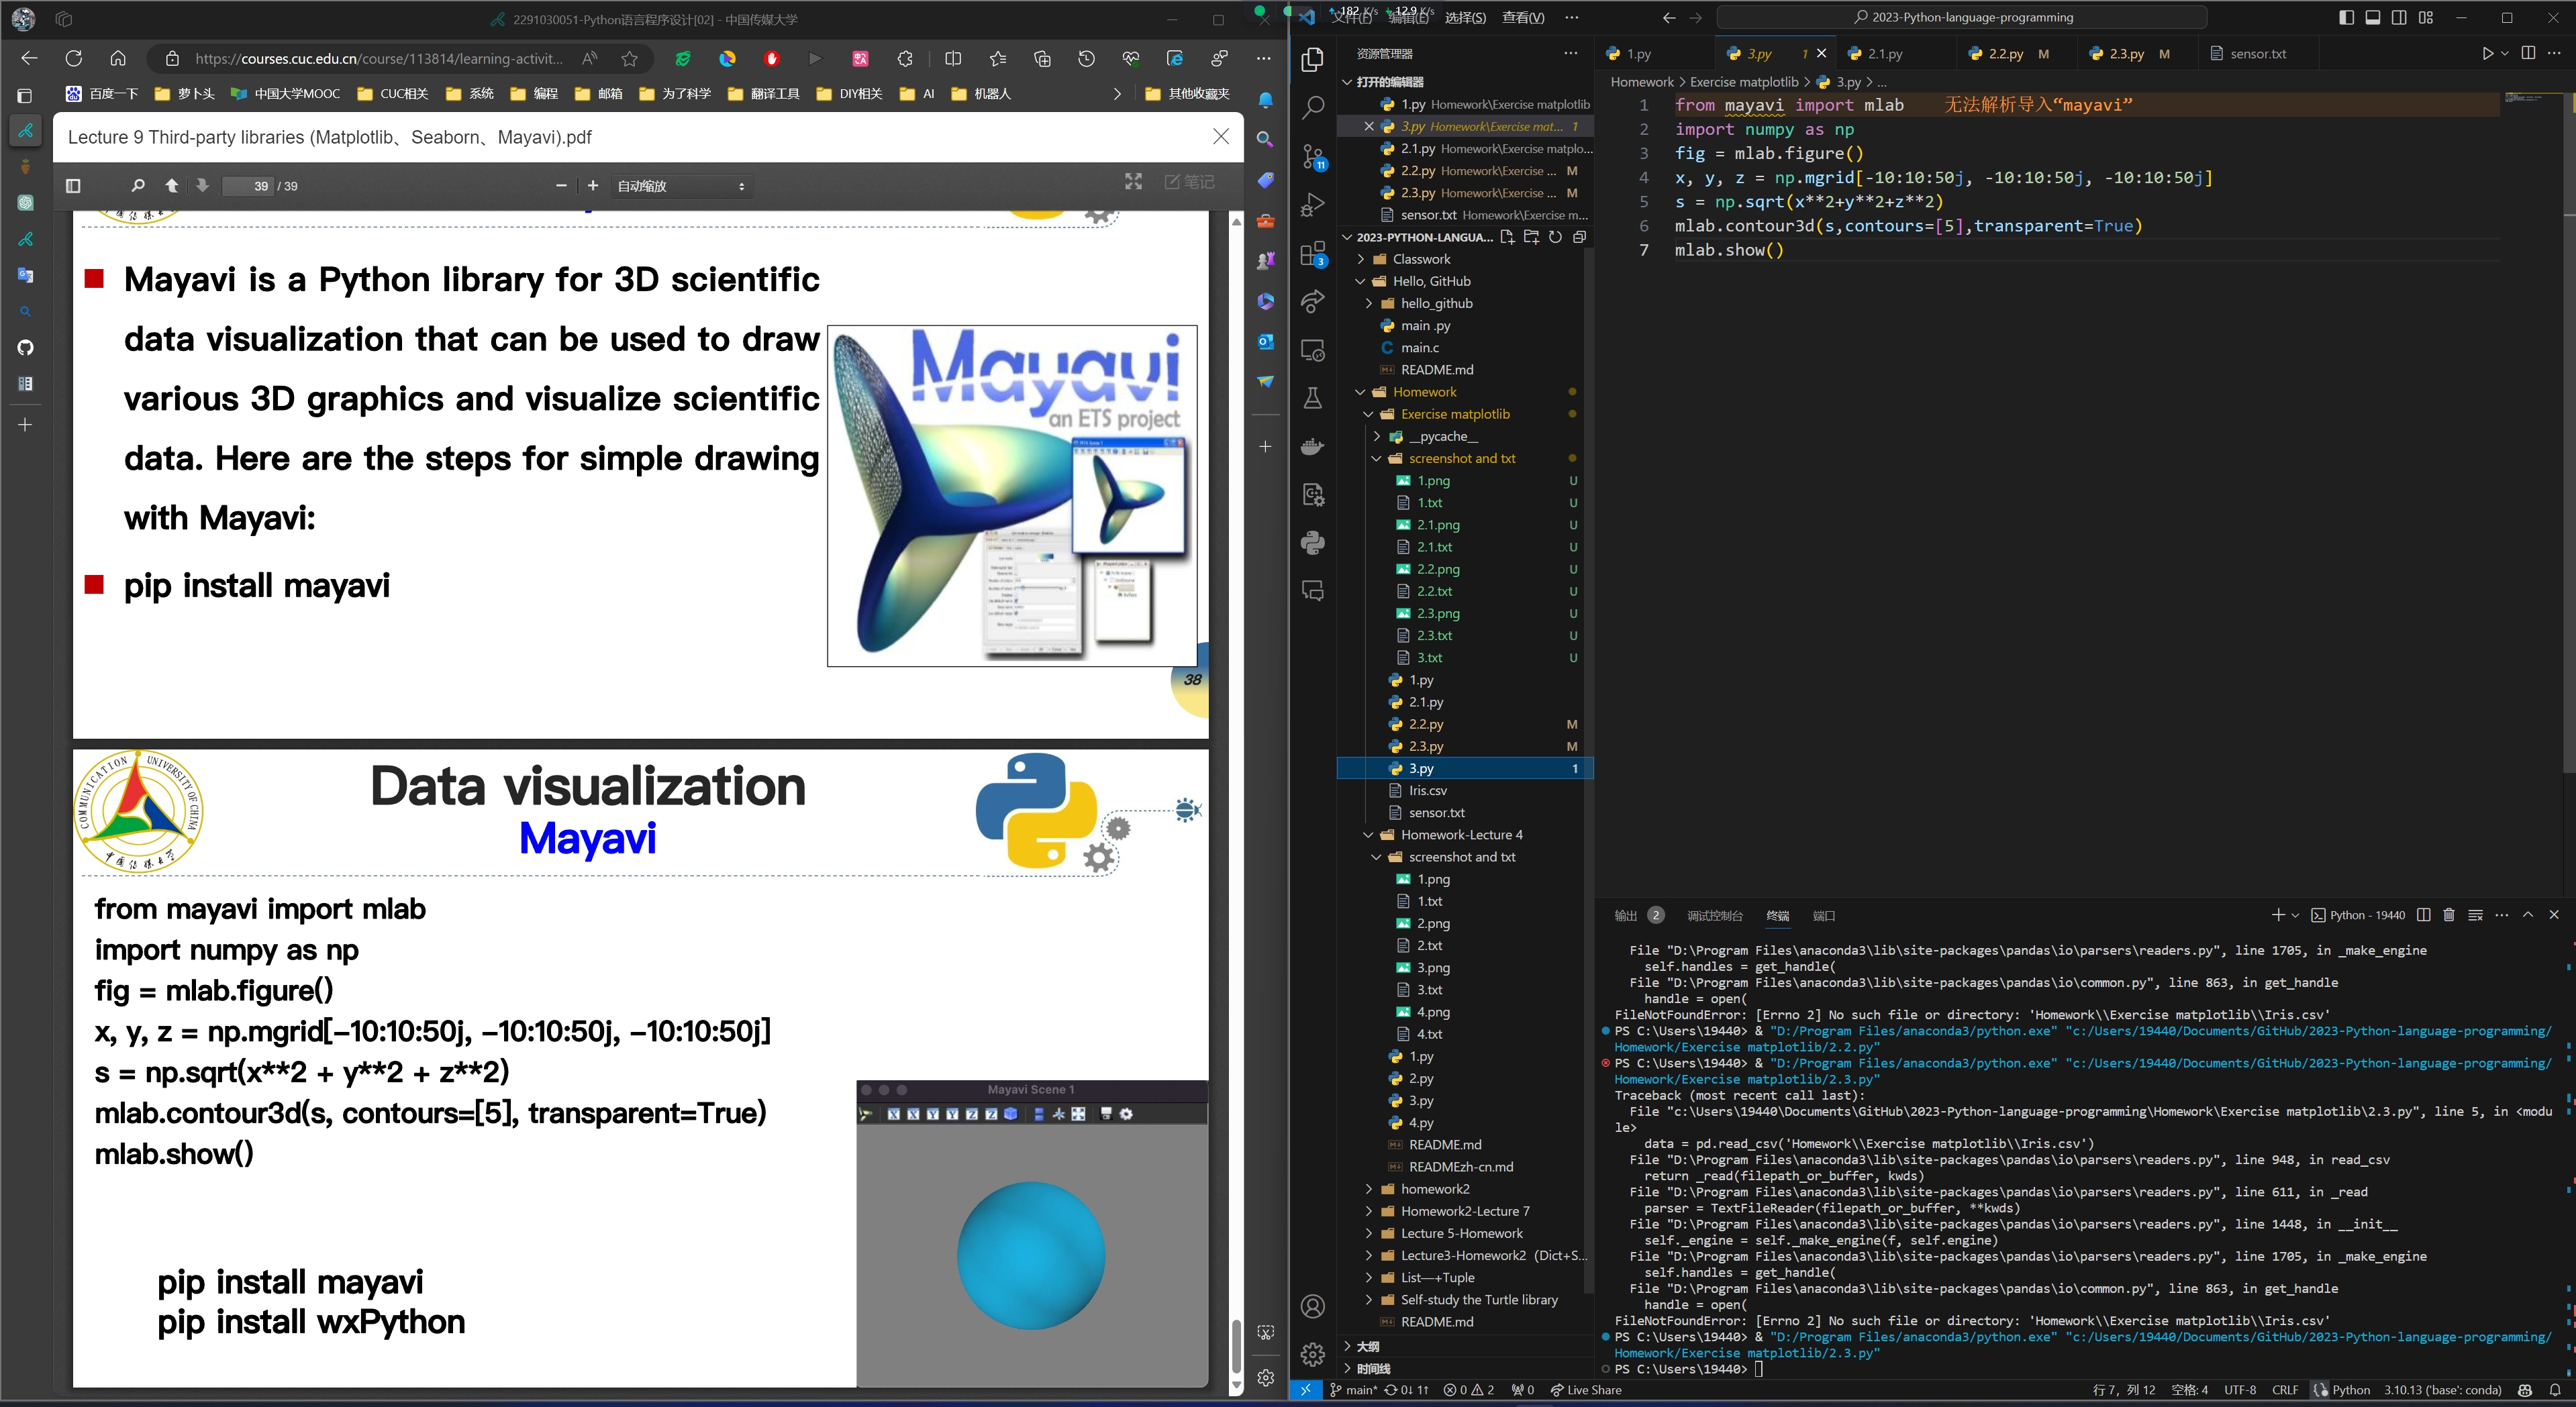 2291030051-Python语言程序设计[02] - 中国传媒大学
https://courses.cuc.edu.cn/course/113814/learning-activit...
百度一下 萝卜头 中国大学MOOC CUC相关 系统 编程 邮箱 为了科学 翻译工具 DIY相关 AI 机器人 其他收藏夹
Lecture 9 Third-party libraries (Matplotlib、Seaborn、Mayavi).pdf
39 / 39 自动缩放 笔记
Mayavi is a Python library for 3D scientific
data visualization that can be used to draw
various 3D graphics and visualize scientific
data. Here are the steps for simple drawing
with Mayavi:
pip install mayavi
Mayavi
an ETS project
38
COMMUNICATION UNIVERSITY OF CHINA
中国传媒大学
Data visualization
Mayavi
from mayavi import mlab
import numpy as np
fig = mlab.figure()
x, y, z = np.mgrid[-10:10:50j, -10:10:50j, -10:10:50j]
s = np.sqrt(x**2 + y**2 + z**2)
mlab.contour3d(s, contours=[5], transparent=True)
mlab.show()
pip install mayavi
pip install wxPython
Mayavi Scene 1
182 K/s 12.9 K/s
文件(F) 编辑(E) 选择(S) 查看(V) ···
2023-Python-language-programming
资源管理器
打开的编辑器
1.py Homework\Exercise matplotlib
3.py Homework\Exercise mat... 1
2.1.py Homework\Exercise matplo...
2.2.py Homework\Exercise ... M
2.3.py Homework\Exercise ... M
sensor.txt Homework\Exercise m...
2023-PYTHON-LANGUA...
Classwork
Hello, GitHub
hello_github
main .py
main.c
README.md
Homework
Exercise matplotlib
__pycache__
screenshot and txt
1.png U
1.txt U
2.1.png U
2.1.txt U
2.2.png U
2.2.txt U
2.3.png U
2.3.txt U
3.txt U
1.py
2.1.py
2.2.py M
2.3.py M
3.py 1
Iris.csv
sensor.txt
Homework-Lecture 4
screenshot and txt
1.png
1.txt
2.png
2.txt
3.png
3.txt
4.png
4.txt
1.py
2.py
3.py
4.py
README.md
READMEzh-cn.md
homework2
Homework2-Lecture 7
Lecture 5-Homework
Lecture3-Homework2 (Dict+S...
List—+Tuple
Self-study the Turtle library
README.md
大纲
时间线
11
3
1.py 3.py 1 2.1.py 2.2.py M 2.3.py M sensor.txt
Homework > Exercise matplotlib > 3.py > ...
1 from mayavi import mlab 无法解析导入“mayavi”
2 import numpy as np
3 fig = mlab.figure()
4 x, y, z = np.mgrid[-10:10:50j, -10:10:50j, -10:10:50j]
5 s = np.sqrt(x**2+y**2+z**2)
6 mlab.contour3d(s,contours=[5],transparent=True)
7 mlab.show()
输出 2 调试控制台 终端 端口 Python - 19440
File "D:\Program Files\anaconda3\lib\site-packages\pandas\io\parsers\readers.py", line 1705, in _make_engine
self.handles = get_handle(
File "D:\Program Files\anaconda3\lib\site-packages\pandas\io\common.py", line 863, in get_handle
handle = open(
FileNotFoundError: [Errno 2] No such file or directory: 'Homework\\Exercise matplotlib\\Iris.csv'
PS C:\Users\19440> & "D:/Program Files/anaconda3/python.exe" "c:/Users/19440/Documents/GitHub/2023-Python-language-programming/
Homework/Exercise matplotlib/2.2.py"
PS C:\Users\19440> & "D:/Program Files/anaconda3/python.exe" "c:/Users/19440/Documents/GitHub/2023-Python-language-programming/
Homework/Exercise matplotlib/2.3.py"
Traceback (most recent call last):
File "c:\Users\19440\Documents\GitHub\2023-Python-language-programming\Homework\Exercise matplotlib\2.3.py", line 5, in <modu
le>
data = pd.read_csv('Homework\\Exercise matplotlib\\Iris.csv')
File "D:\Program Files\anaconda3\lib\site-packages\pandas\io\parsers\readers.py", line 948, in read_csv
return _read(filepath_or_buffer, kwds)
File "D:\Program Files\anaconda3\lib\site-packages\pandas\io\parsers\readers.py", line 611, in _read
parser = TextFileReader(filepath_or_buffer, **kwds)
File "D:\Program Files\anaconda3\lib\site-packages\pandas\io\parsers\readers.py", line 1448, in __init__
self._engine = self._make_engine(f, self.engine)
File "D:\Program Files\anaconda3\lib\site-packages\pandas\io\parsers\readers.py", line 1705, in _make_engine
self.handles = get_handle(
File "D:\Program Files\anaconda3\lib\site-packages\pandas\io\common.py", line 863, in get_handle
handle = open(
FileNotFoundError: [Errno 2] No such file or directory: 'Homework\\Exercise matplotlib\\Iris.csv'
PS C:\Users\19440> & "D:/Program Files/anaconda3/python.exe" "c:/Users/19440/Documents/GitHub/2023-Python-language-programming/
Homework/Exercise matplotlib/2.3.py"
PS C:\Users\19440>
main* 0↓ 1↑ 0 2 0 Live Share 行 7，列 12 空格: 4 UTF-8 CRLF Python 3.10.13 ('base': conda)